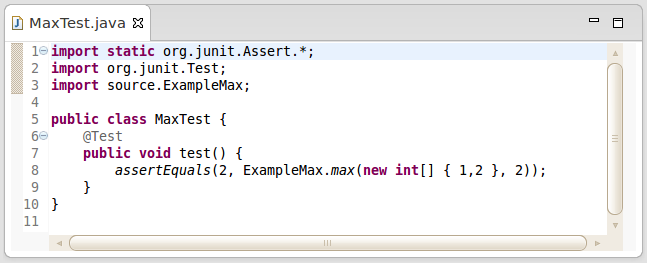 MaxTest.java
1 import static org.junit.Assert.*;
2 import org.junit.Test;
3 import source.ExampleMax;
4
5 public class MaxTest {
6     @Test
7     public void test() {
8         assertEquals(2, ExampleMax.max(new int[] { 1,2 }, 2));
9     }
10 }
11